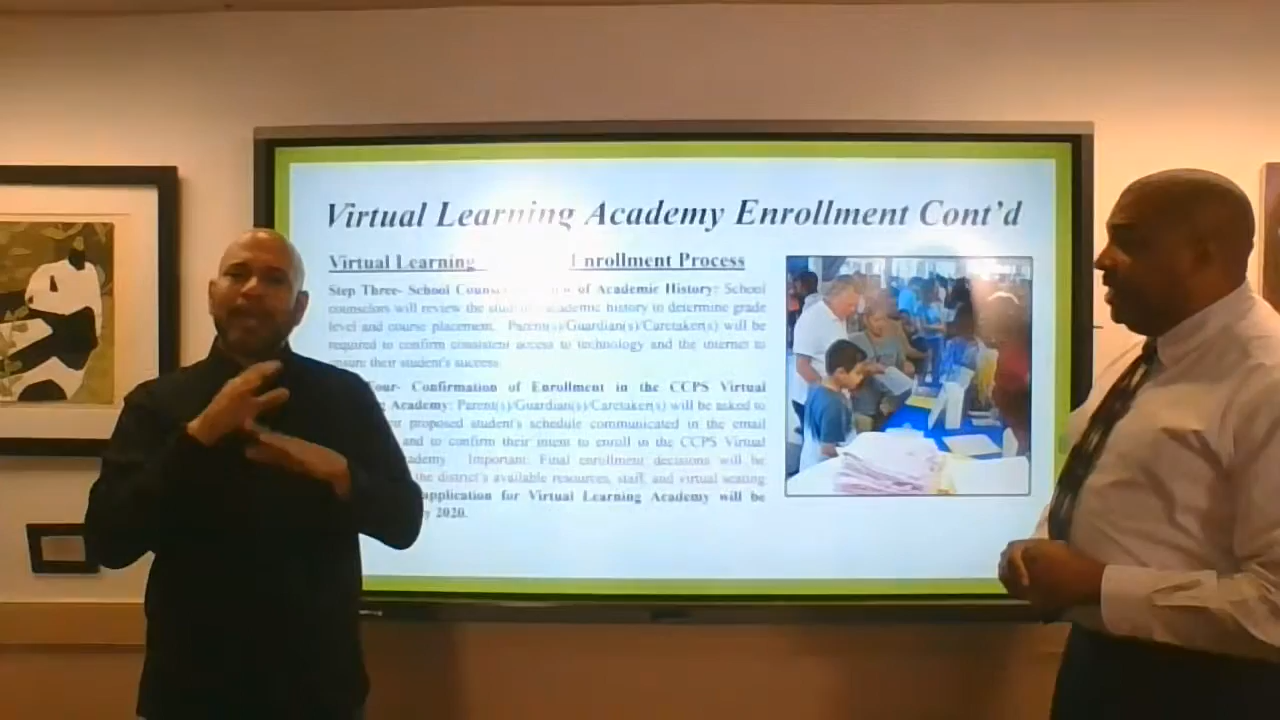 Virtual Learning Academy Enrollment Cont'd
Virtual Learning nrollment Process
Step Three- School Couns of Academic History: School
counselors will review the student academic history to determine grade
level and course placement. Parent(s)/Guardian(s)/Caretaker(s) will be
required to confirm consistent access to technology and the internet to
ensure their student's success.
Four- Confirmation of Enrollment in the CCPS Virtual
Academy: Parent(s)/Guardian(s)/Caretaker(s) will be asked to
proposed student's schedule communicated in the email
and to confirm their intent to enroll in the CCPS Virtual
ademy Important: Final enrollment decisions will be
the district's available resources, staff, and virtual seating
application for Virtual Learning Academy will be
y 2020.